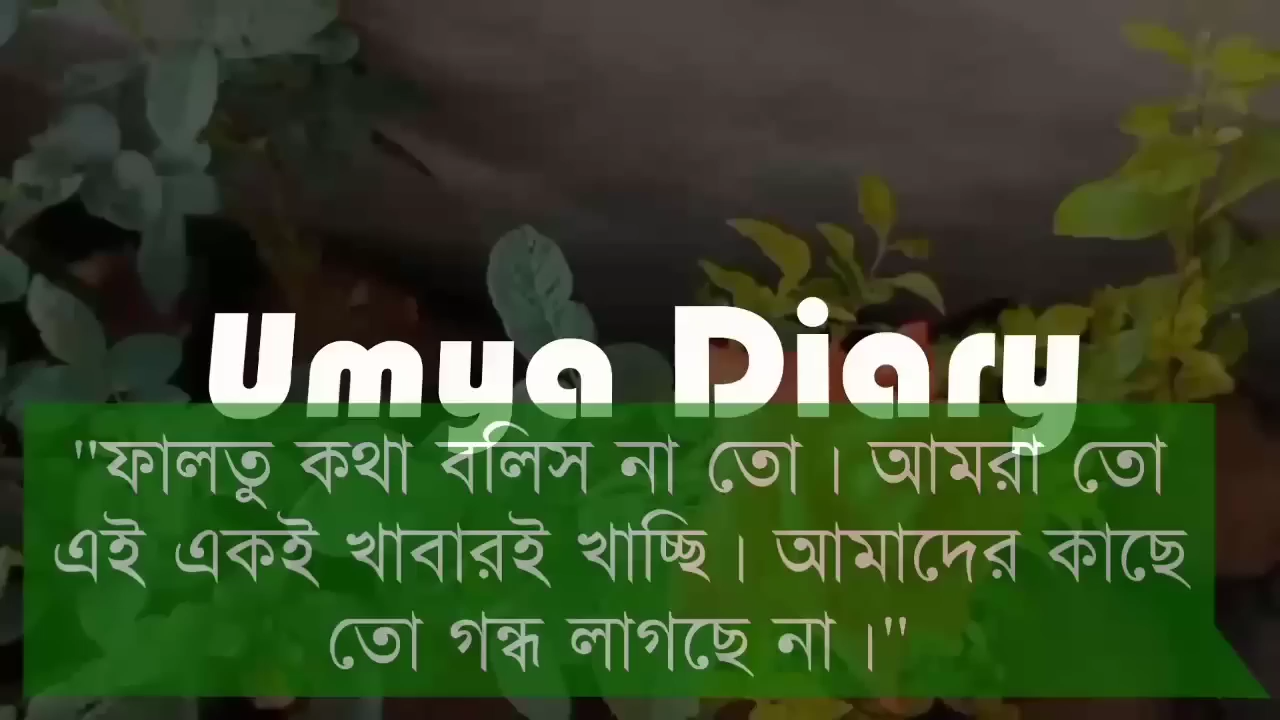 Umya Diary
"ফালতু কথা বলিস না তো। আমরা তো
এই একই খাবারই খাচ্ছি। আমাদের কাছে
তো গন্ধ লাগছে না।"